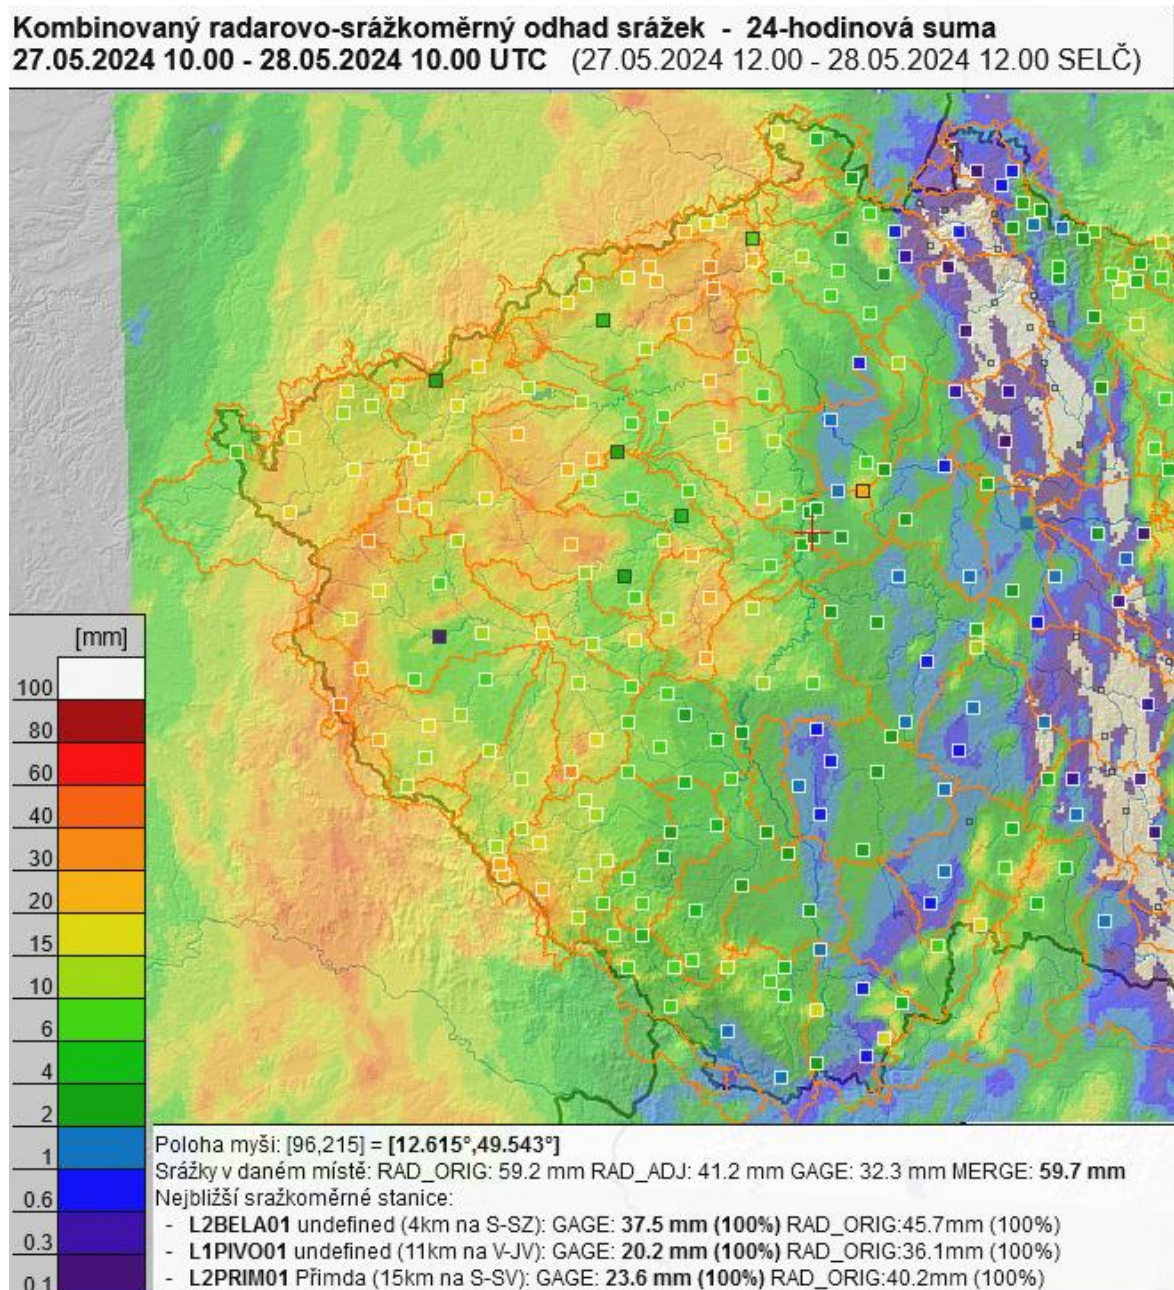 Kombinovaný radarovo-srážkoměrný odhad srážek - 24-hodinová suma
27.05.2024 10.00 - 28.05.2024 10.00 UTC (27.05.2024 12.00 - 28.05.2024 12.00 SELČ)
[mm]
100
80
60
40
30
20
15
10
6
4
2
1
0.6
0.3
0.1
Poloha myši: [96,215] = [12.615°,49.543°]
Srážky v daném místě: RAD_ORIG: 59.2 mm RAD_ADJ: 41.2 mm GAGE: 32.3 mm MERGE: 59.7 mm
Nejbližší sražkoměrné stanice:
- L2BELA01 undefined (4km na S-SZ): GAGE: 37.5 mm (100%) RAD_ORIG:45.7mm (100%)
- L1PIVO01 undefined (11km na V-JV): GAGE: 20.2 mm (100%) RAD_ORIG:36.1mm (100%)
- L2PRIM01 Přimda (15km na S-SV): GAGE: 23.6 mm (100%) RAD_ORIG:40.2mm (100%)